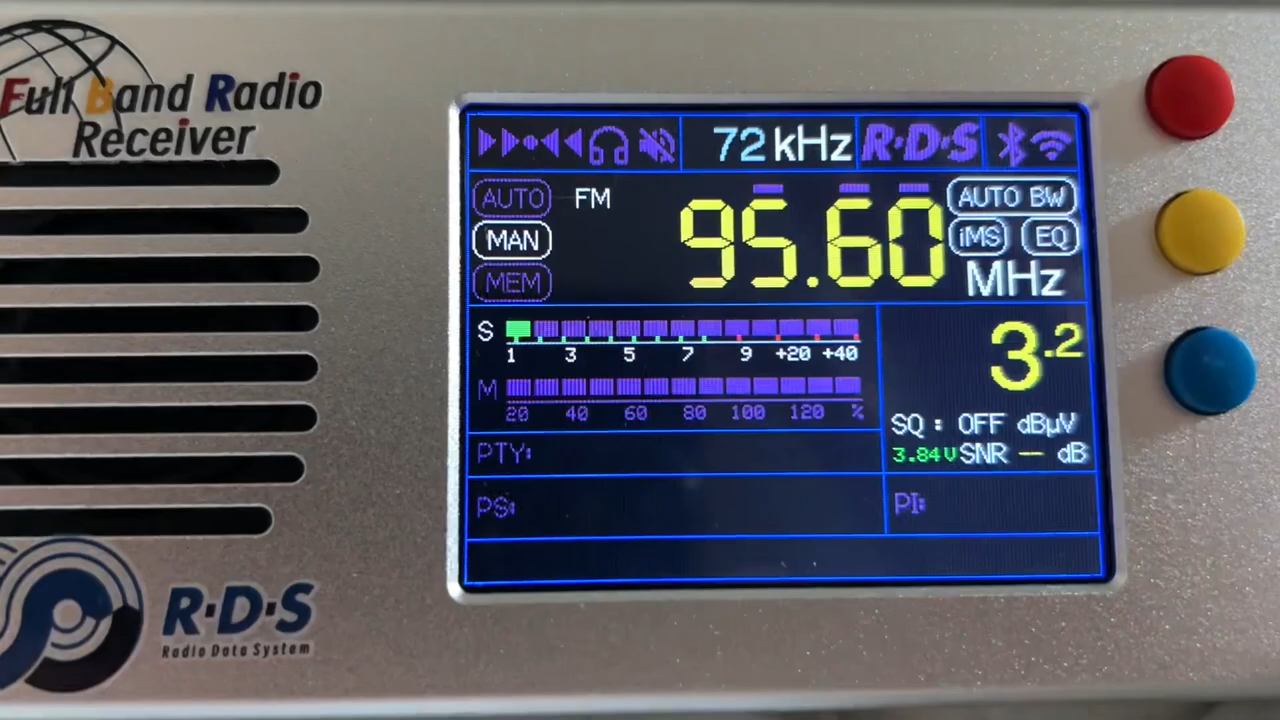 Full Band Radio
Receiver
72 kHz R·D·S
AUTO FM 95.60 AUTO BW
MAN iMS EQ
MEM MHz
S 3.2
1 3 5 7 9 +20 +40
M
20 40 60 80 100 120 %
SQ : OFF dBµV
PTY: 3.84V SNR -- dB
PS: PI:
R·D·S
Radio Data System